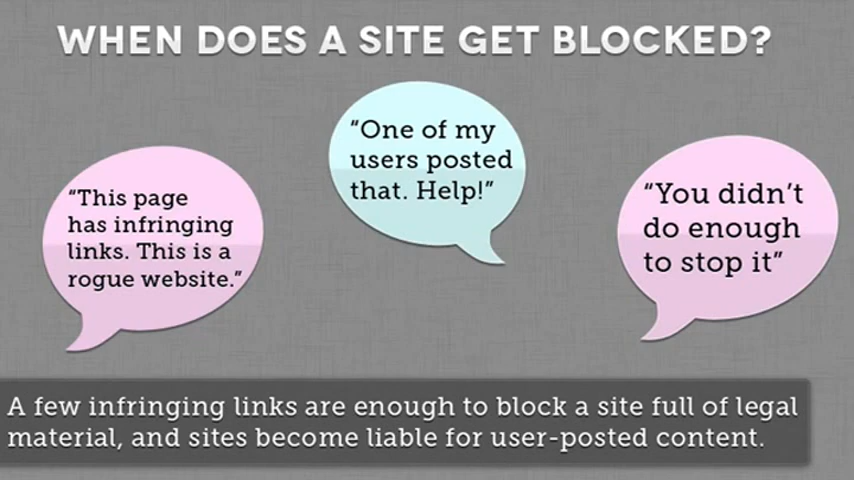 WHEN DOES A SITE GET BLOCKED?
“This page
has infringing
links. This is a
rogue website.”
“One of my
users posted
that. Help!”
“You didn’t
do enough
to stop it”
A few infringing links are enough to block a site full of legal
material, and sites become liable for user-posted content.